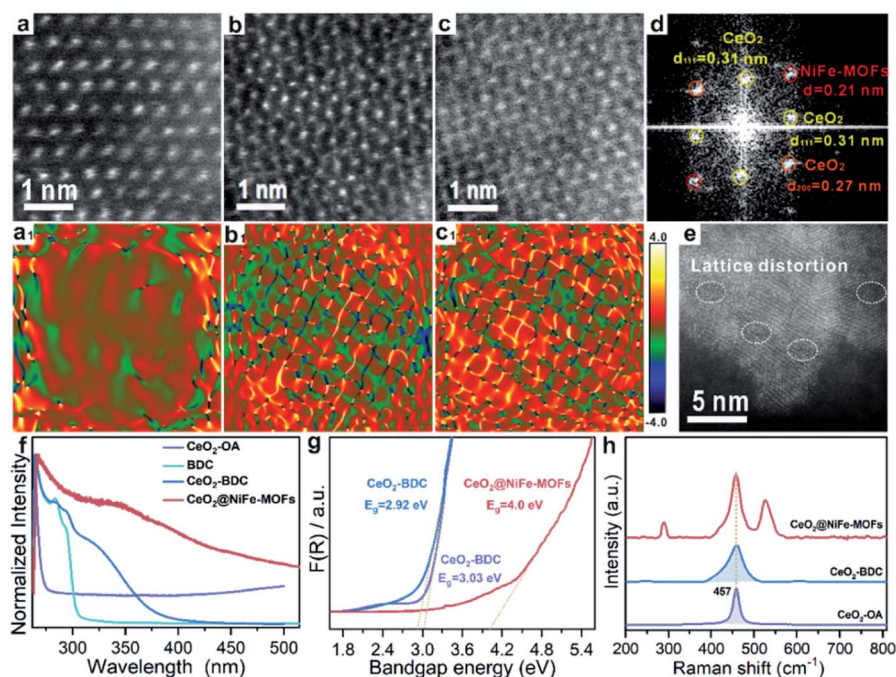 a
1 nm
b
1 nm
c
1 nm
d
CeO₂
d₁₁₁=0.31 nm
NiFe-MOFs
d=0.21 nm
CeO₂
d₁₁₁=0.31 nm
CeO₂
d₂₀₀=0.27 nm
a₁
b₁
c₁
4.0
-4.0
e
Lattice distortion
5 nm
f
CeO₂-OA
BDC
CeO₂-BDC
CeO₂@NiFe-MOFs
Normalized Intensity
300 350 400 450 500
Wavelength (nm)
g
CeO₂-BDC
E₉=2.92 eV
CeO₂@NiFe-MOFs
E₉=4.0 eV
CeO₂-BDC
E₉=3.03 eV
F(R) / a.u.
1.8 2.4 3.0 3.6 4.2 4.8 5.4
Bandgap energy (eV)
h
CeO₂@NiFe-MOFs
CeO₂-BDC
457
CeO₂-OA
Intensity (a.u.)
200 300 400 500 600 700 800
Raman shift (cm⁻¹)